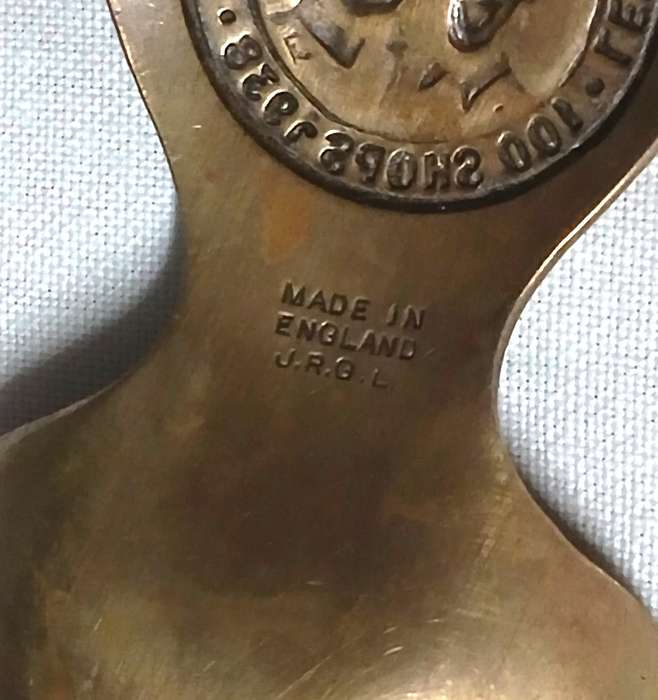 100 SHOPS, 1938 ·
MADE IN
ENGLAND
J.R.G.L.